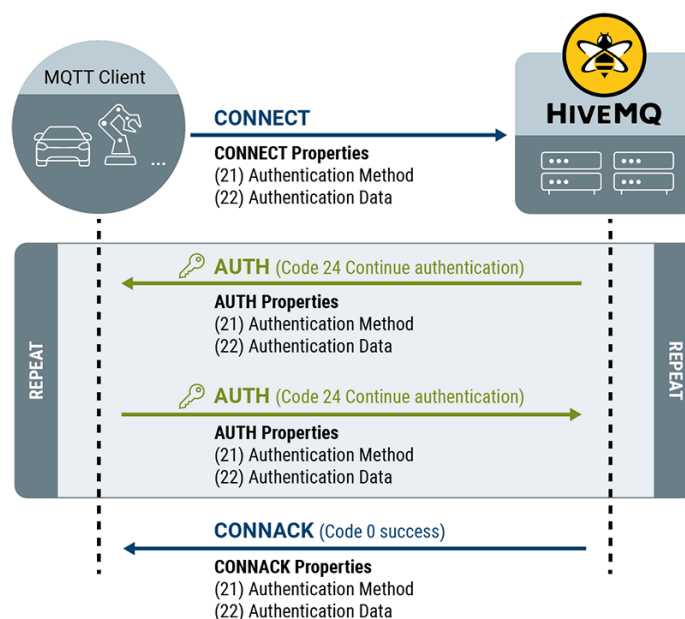 MQTT Client
...
HIVEMQ
CONNECT
CONNECT Properties
(21) Authentication Method
(22) Authentication Data
REPEAT
AUTH (Code 24 Continue authentication)
AUTH Properties
(21) Authentication Method
(22) Authentication Data
AUTH (Code 24 Continue authentication)
AUTH Properties
(21) Authentication Method
(22) Authentication Data
REPEAT
CONNACK (Code 0 success)
CONNACK Properties
(21) Authentication Method
(22) Authentication Data